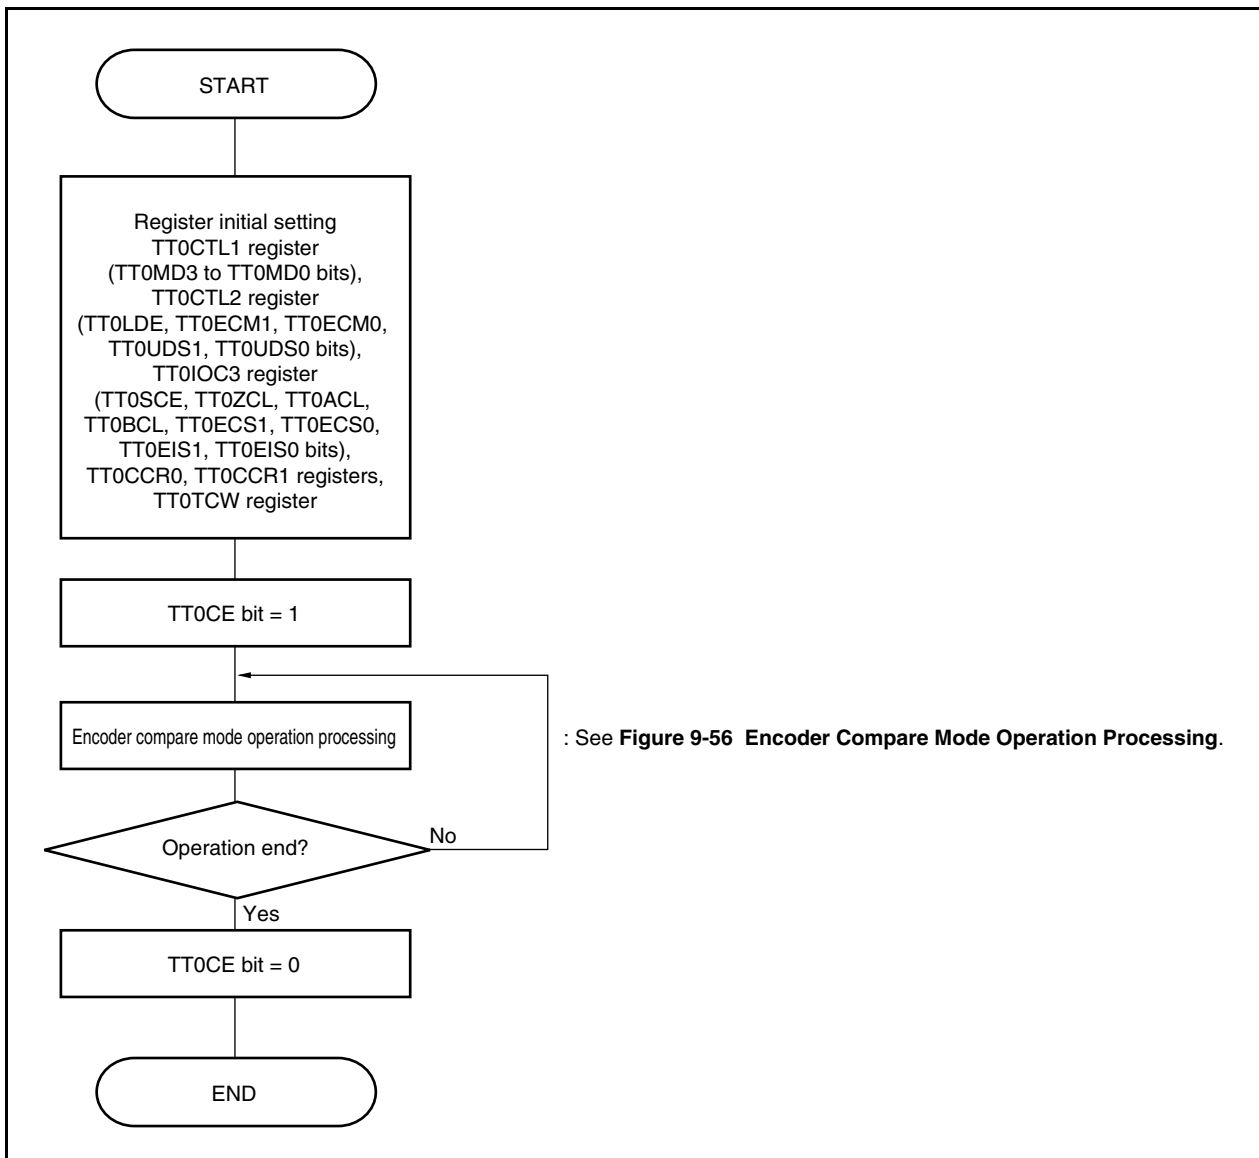 START
Register initial setting
TT0CTL1 register
(TT0MD3 to TT0MD0 bits),
TT0CTL2 register
(TT0LDE, TT0ECM1, TT0ECM0,
TT0UDS1, TT0UDS0 bits),
TT0IOC3 register
(TT0SCE, TT0ZCL, TT0ACL,
TT0BCL, TT0ECS1, TT0ECS0,
TT0EIS1, TT0EIS0 bits),
TT0CCR0, TT0CCR1 registers,
TT0TCW register
TT0CE bit = 1
Encoder compare mode operation processing
: See Figure 9-56 Encoder Compare Mode Operation Processing.
Operation end?
No
Yes
TT0CE bit = 0
END